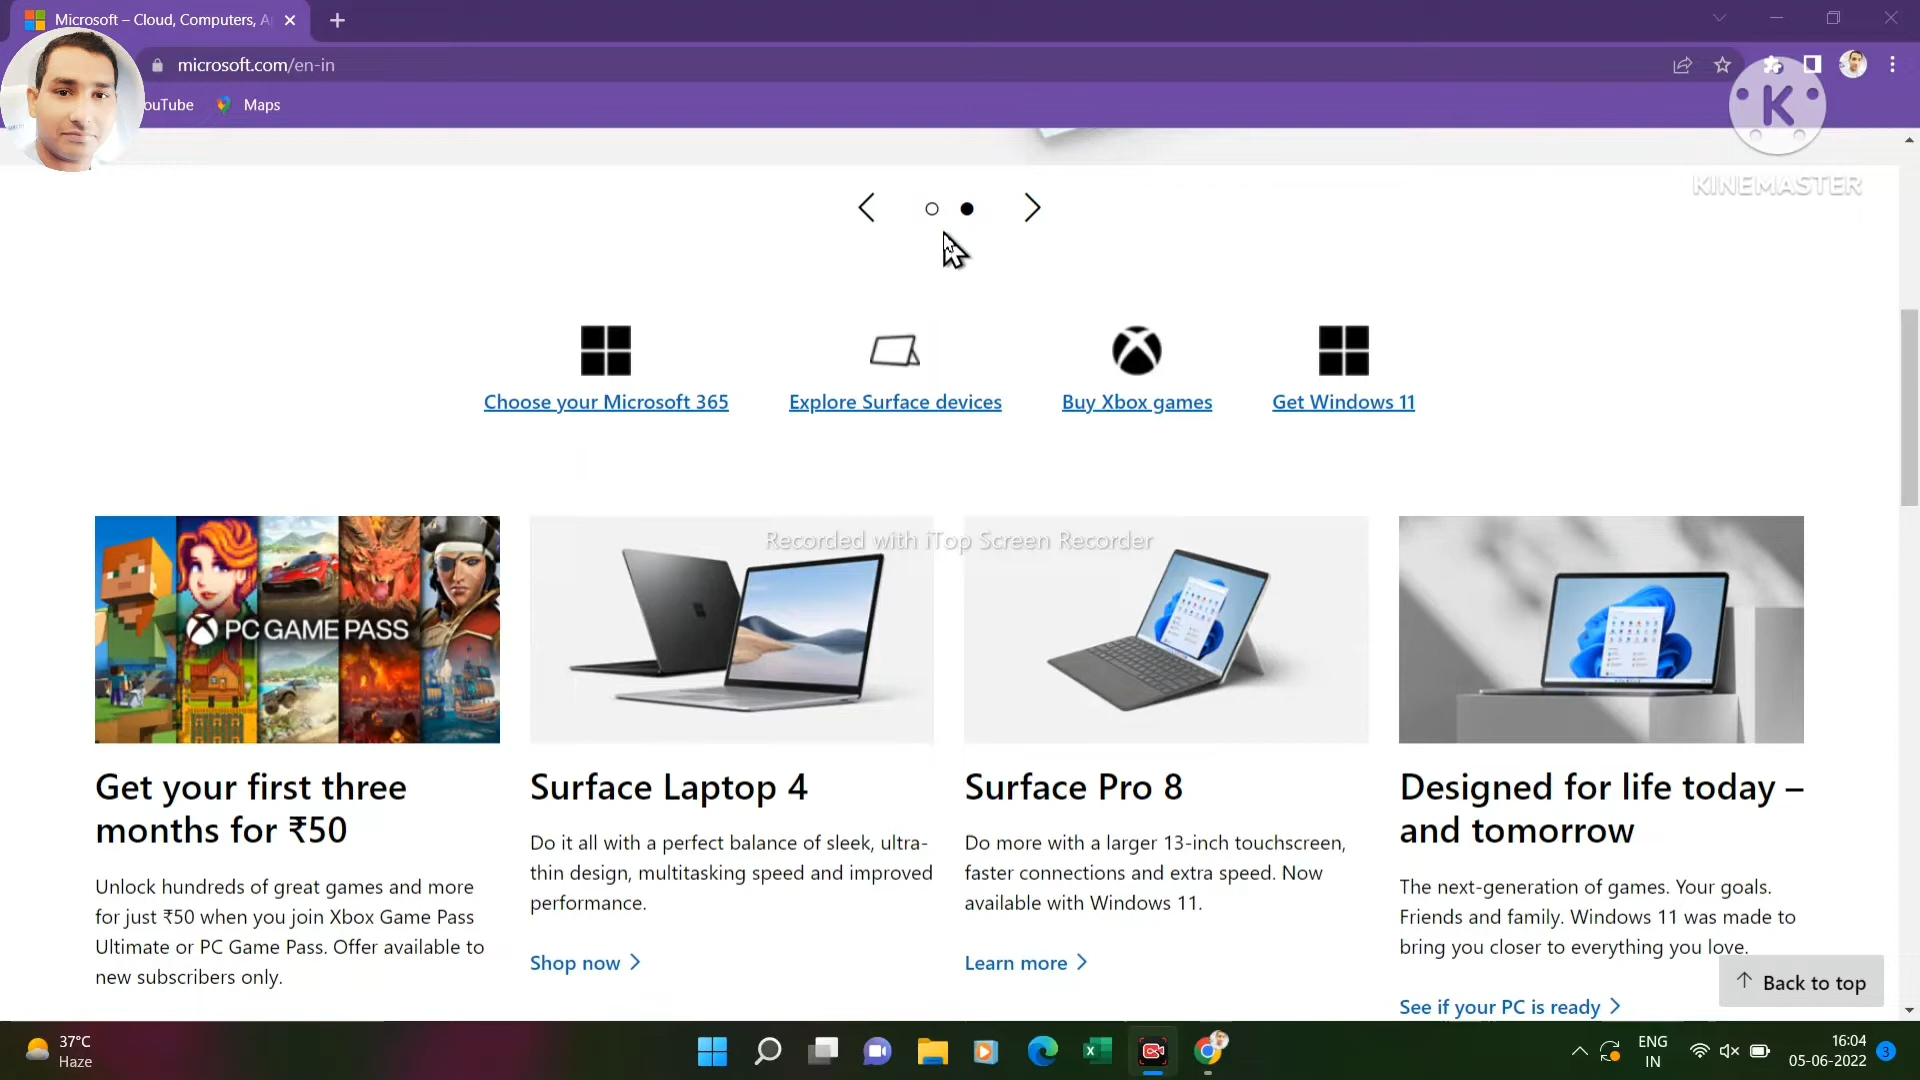 Microsoft – Cloud, Computers, A
microsoft.com/en-in
ouTube
Maps
K
KINEMASTER
Choose your Microsoft 365
Explore Surface devices
Buy Xbox games
Get Windows 11
Recorded with iTop Screen Recorder
PC GAME PASS
Get your first three
months for ₹50
Unlock hundreds of great games and more
for just ₹50 when you join Xbox Game Pass
Ultimate or PC Game Pass. Offer available to
new subscribers only.
Surface Laptop 4
Do it all with a perfect balance of sleek, ultra-
thin design, multitasking speed and improved
performance.
Shop now
Surface Pro 8
Do more with a larger 13-inch touchscreen,
faster connections and extra speed. Now
available with Windows 11.
Learn more
Designed for life today –
and tomorrow
The next-generation of games. Your goals.
Friends and family. Windows 11 was made to
bring you closer to everything you love.
See if your PC is ready
Back to top
37°C
Haze
ENG
IN
16:04
05-06-2022
3